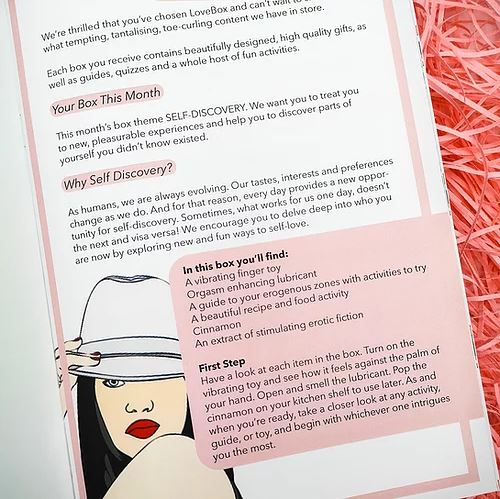 We're thrilled that you've chosen LoveBox and can't wait to
what tempting, tantalising, toe-curling content we have in store.
Each box you receive contains beautifully designed, high quality gifts, as
well as guides, quizzes and a whole host of fun activities.
Your Box This Month
This month's box theme SELF-DISCOVERY. We want you to treat you
to new, pleasurable experiences and help you to discover parts of
yourself you didn't know existed.
Why Self Discovery?
As humans, we are always evolving. Our tastes, interests and preferences
change as we do. And for that reason, every day provides a new oppor-
tunity for self-discovery. Sometimes, what works for us one day, doesn't
the next and visa versa! We encourage you to delve deep into who you
are now by exploring new and fun ways to self-love.
In this box you'll find:
A vibrating finger toy
Orgasm enhancing lubricant
A guide to your erogenous zones with activities to try
A beautiful recipe and food activity
Cinnamon
An extract of stimulating erotic fiction
First Step
Have a look at each item in the box. Turn on the
vibrating toy and see how it feels against the palm of
your hand. Open and smell the lubricant. Pop the
cinnamon on your kitchen shelf to use later. As and
when you're ready, take a closer look at any activity,
guide, or toy, and begin with whichever one intrigues
you the most.